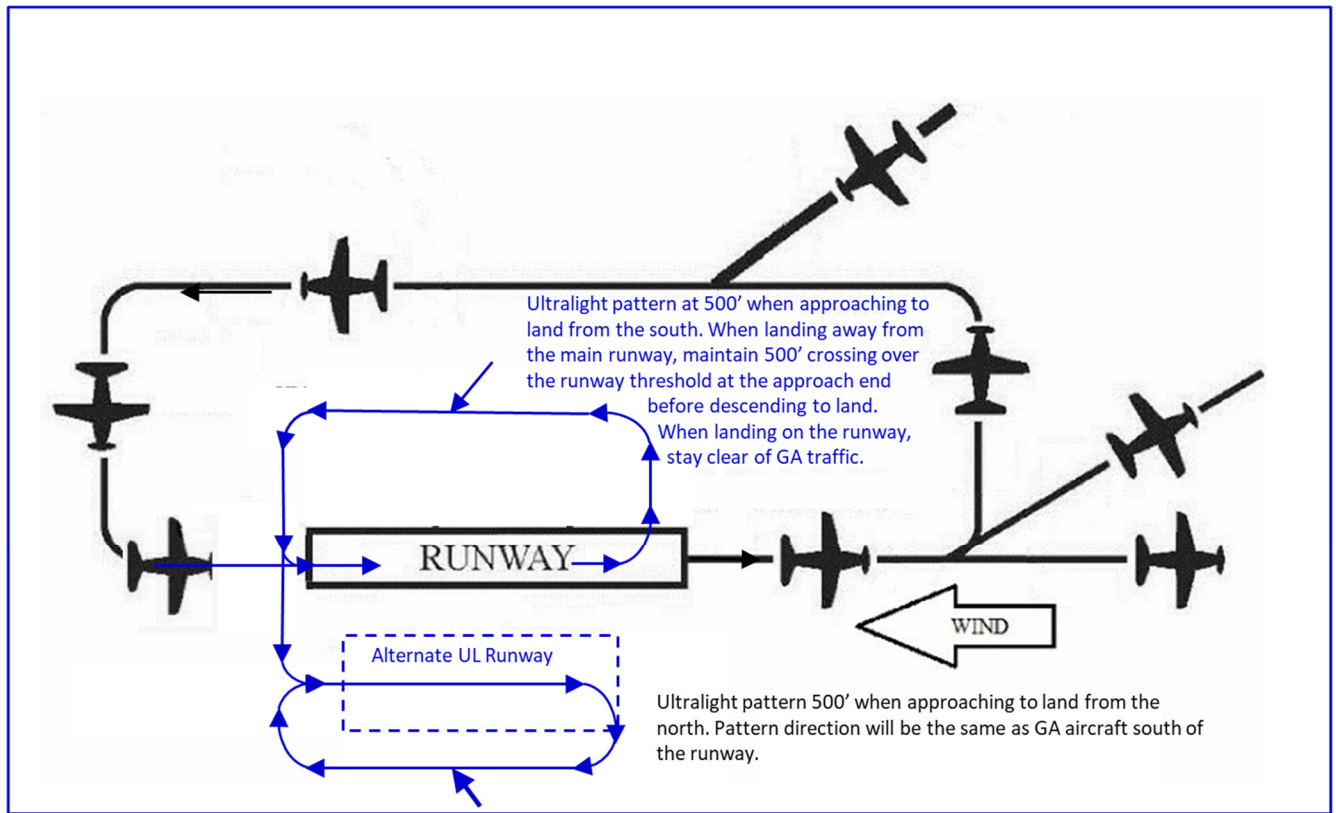 Ultralight pattern at 500’ when approaching to
land from the south. When landing away from
the main runway, maintain 500’ crossing over
the runway threshold at the approach end
before descending to land.
When landing on the runway,
stay clear of GA traffic.
RUNWAY
WIND
Alternate UL Runway
Ultralight pattern 500’ when approaching to land from the
north. Pattern direction will be the same as GA aircraft south of
the runway.